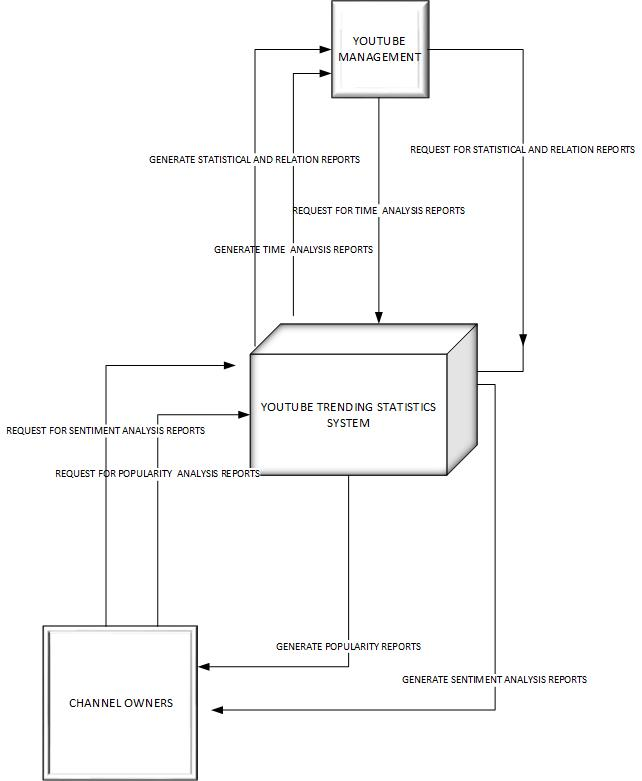 YOUTUBE
MANAGEMENT
GENERATE STATISTICAL AND RELATION REPORTS
REQUEST FOR STATISTICAL AND RELATION REPORTS
REQUEST FOR TIME ANALYSIS REPORTS
GENERATE TIME ANALYSIS REPORTS
YOUTUBE TRENDING STATISTICS
SYSTEM
REQUEST FOR SENTIMENT ANALYSIS REPORTS
REQUEST FOR POPULARITY ANALYSIS REPORTS
GENERATE POPULARITY REPORTS
GENERATE SENTIMENT ANALYSIS REPORTS
CHANNEL OWNERS